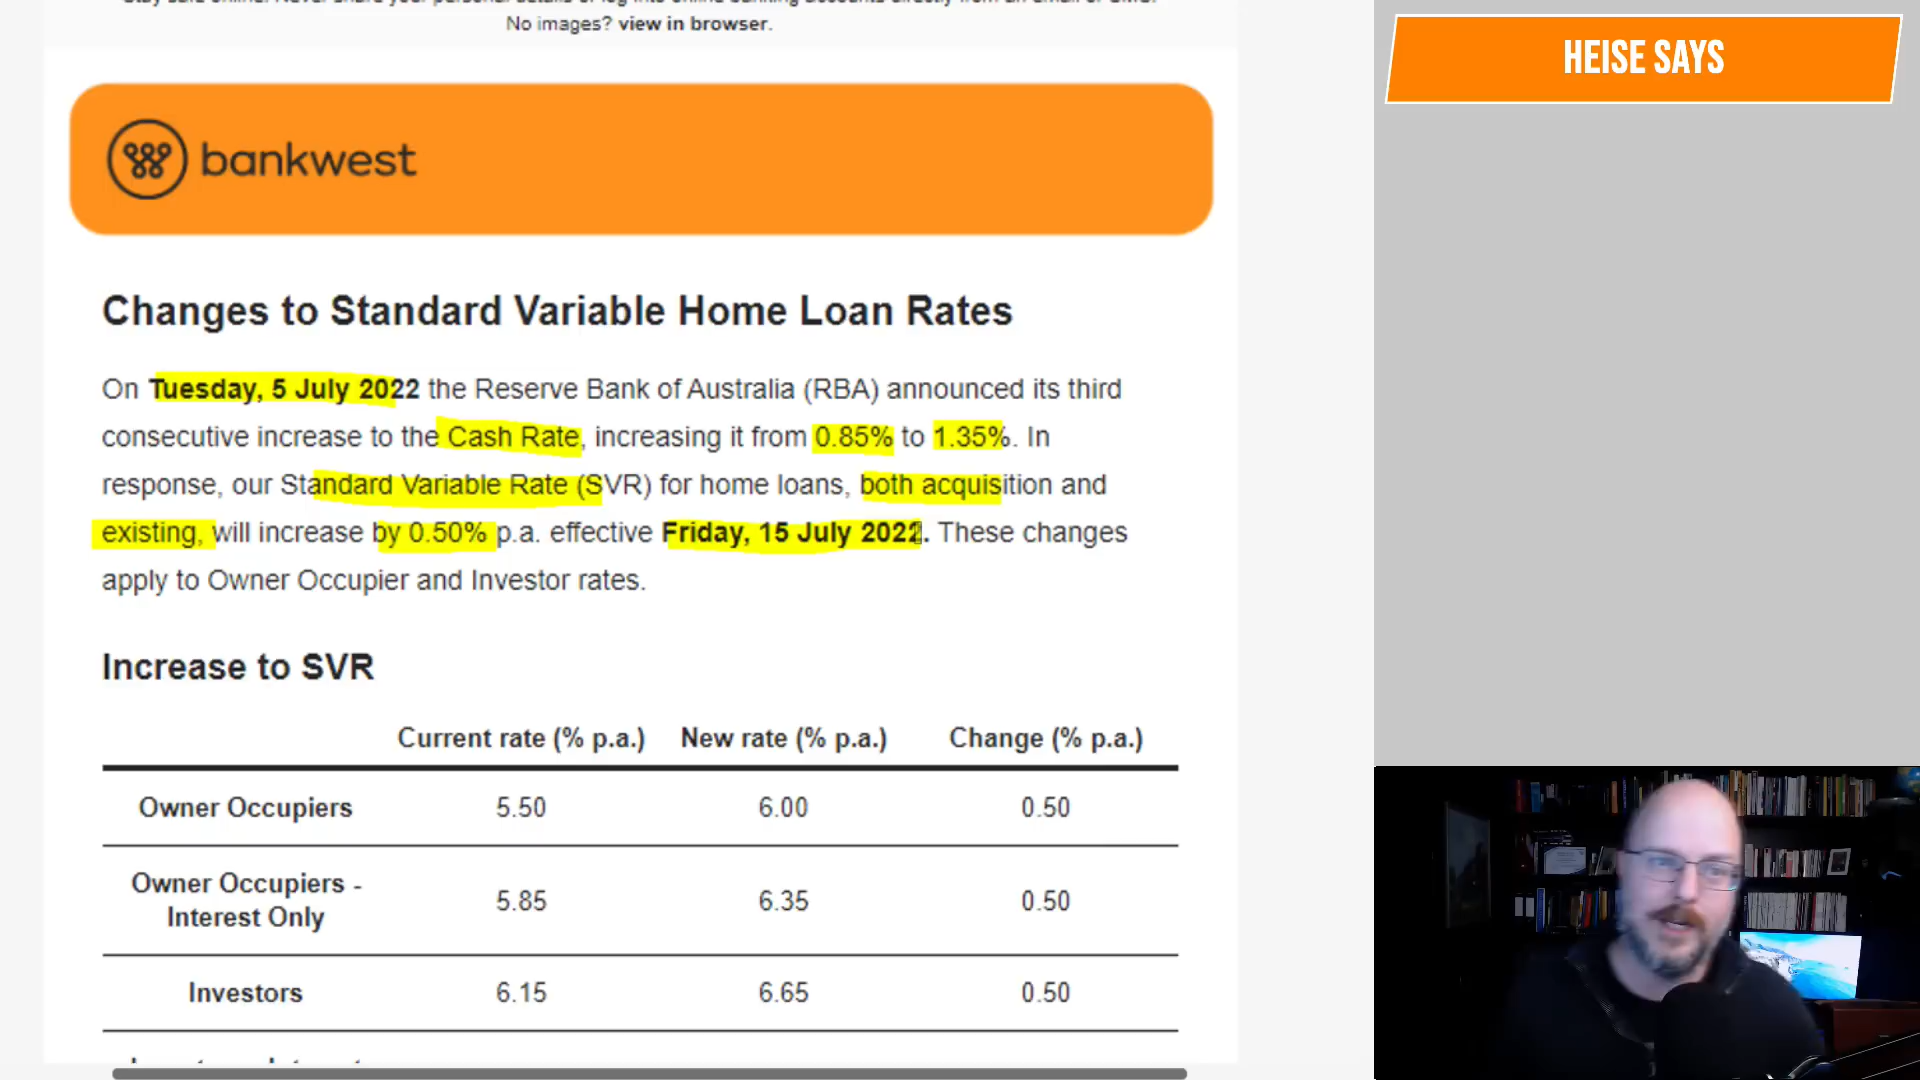 No images? view in browser.
HEISE SAYS
bankwest
Changes to Standard Variable Home Loan Rates
On Tuesday, 5 July 2022 the Reserve Bank of Australia (RBA) announced its third
consecutive increase to the Cash Rate, increasing it from 0.85% to 1.35%. In
response, our Standard Variable Rate (SVR) for home loans, both acquisition and
existing, will increase by 0.50% p.a. effective Friday, 15 July 2022. These changes
apply to Owner Occupier and Investor rates.
Increase to SVR
Current rate (% p.a.) New rate (% p.a.) Change (% p.a.)
Owner Occupiers 5.50 6.00 0.50
Owner Occupiers -
Interest Only 5.85 6.35 0.50
Investors 6.15 6.65 0.50